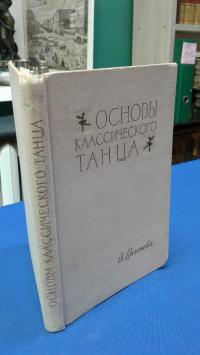 ОСНОВЫ
КЛАССИЧЕСКОГО
ТАНЦА
А. Ваганова
ОСНОВЫ КЛАССИЧЕСКОГО ТАНЦА